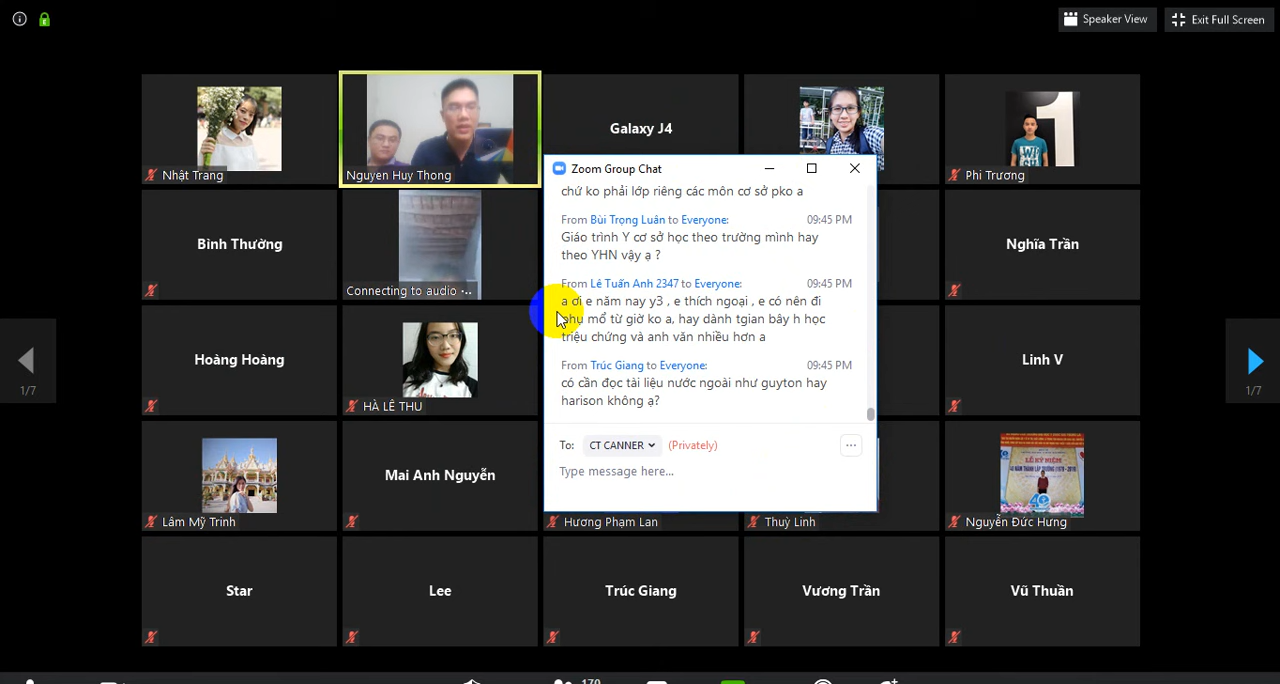 Speaker View
Exit Full Screen
Nhật Trang
Nguyen Huy Thong
Galaxy J4
Phi Trương
Bình Thường
Connecting to audio ·..
Nghĩa Trần
Hoàng Hoàng
HÀ LÊ THU
Linh V
1/7
1/7
Zoom Group Chat
chứ ko phải lớp riêng các môn cơ sở pko a
From Bùi Trọng Luân to Everyone: 09:45 PM
Giáo trình Y cơ sở học theo trường mình hay
theo YHN vậy ạ ?
From Lê Tuấn Anh 2347 to Everyone: 09:45 PM
a ơi e năm nay y3 , e thích ngoại , e có nên đi
phụ mổ từ giờ ko a, hay dành tgian bây h học
triệu chứng và anh văn nhiều hơn a
From Trúc Giang to Everyone: 09:45 PM
có cần đọc tài liệu nước ngoài như guyton hay
harison không ạ?
To: CT CANNER (Privately)
Type message here...
Lâm Mỹ Trinh
Mai Anh Nguyễn
Hương Phạm Lan
Thuỳ Linh
LỄ KỶ NIỆM
Nguyễn Đức Hưng
Star
Lee
Trúc Giang
Vương Trần
Vũ Thuần
170